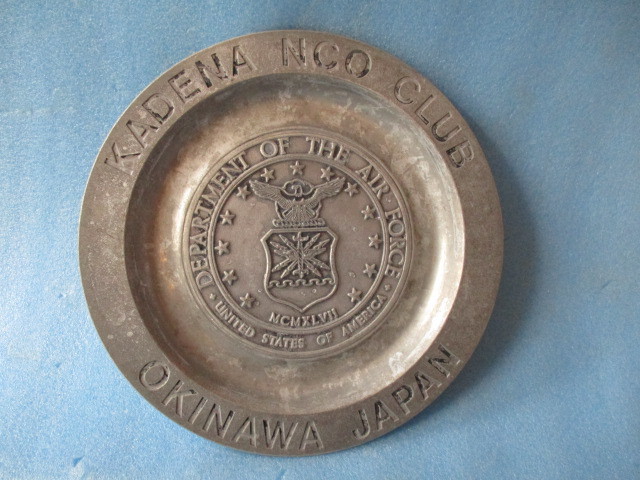 KADENA NCO CLUB
DEPARTMENT OF THE AIR FORCE
MCMXLVII
UNITED STATES OF AMERICA
OKINAWA JAPAN